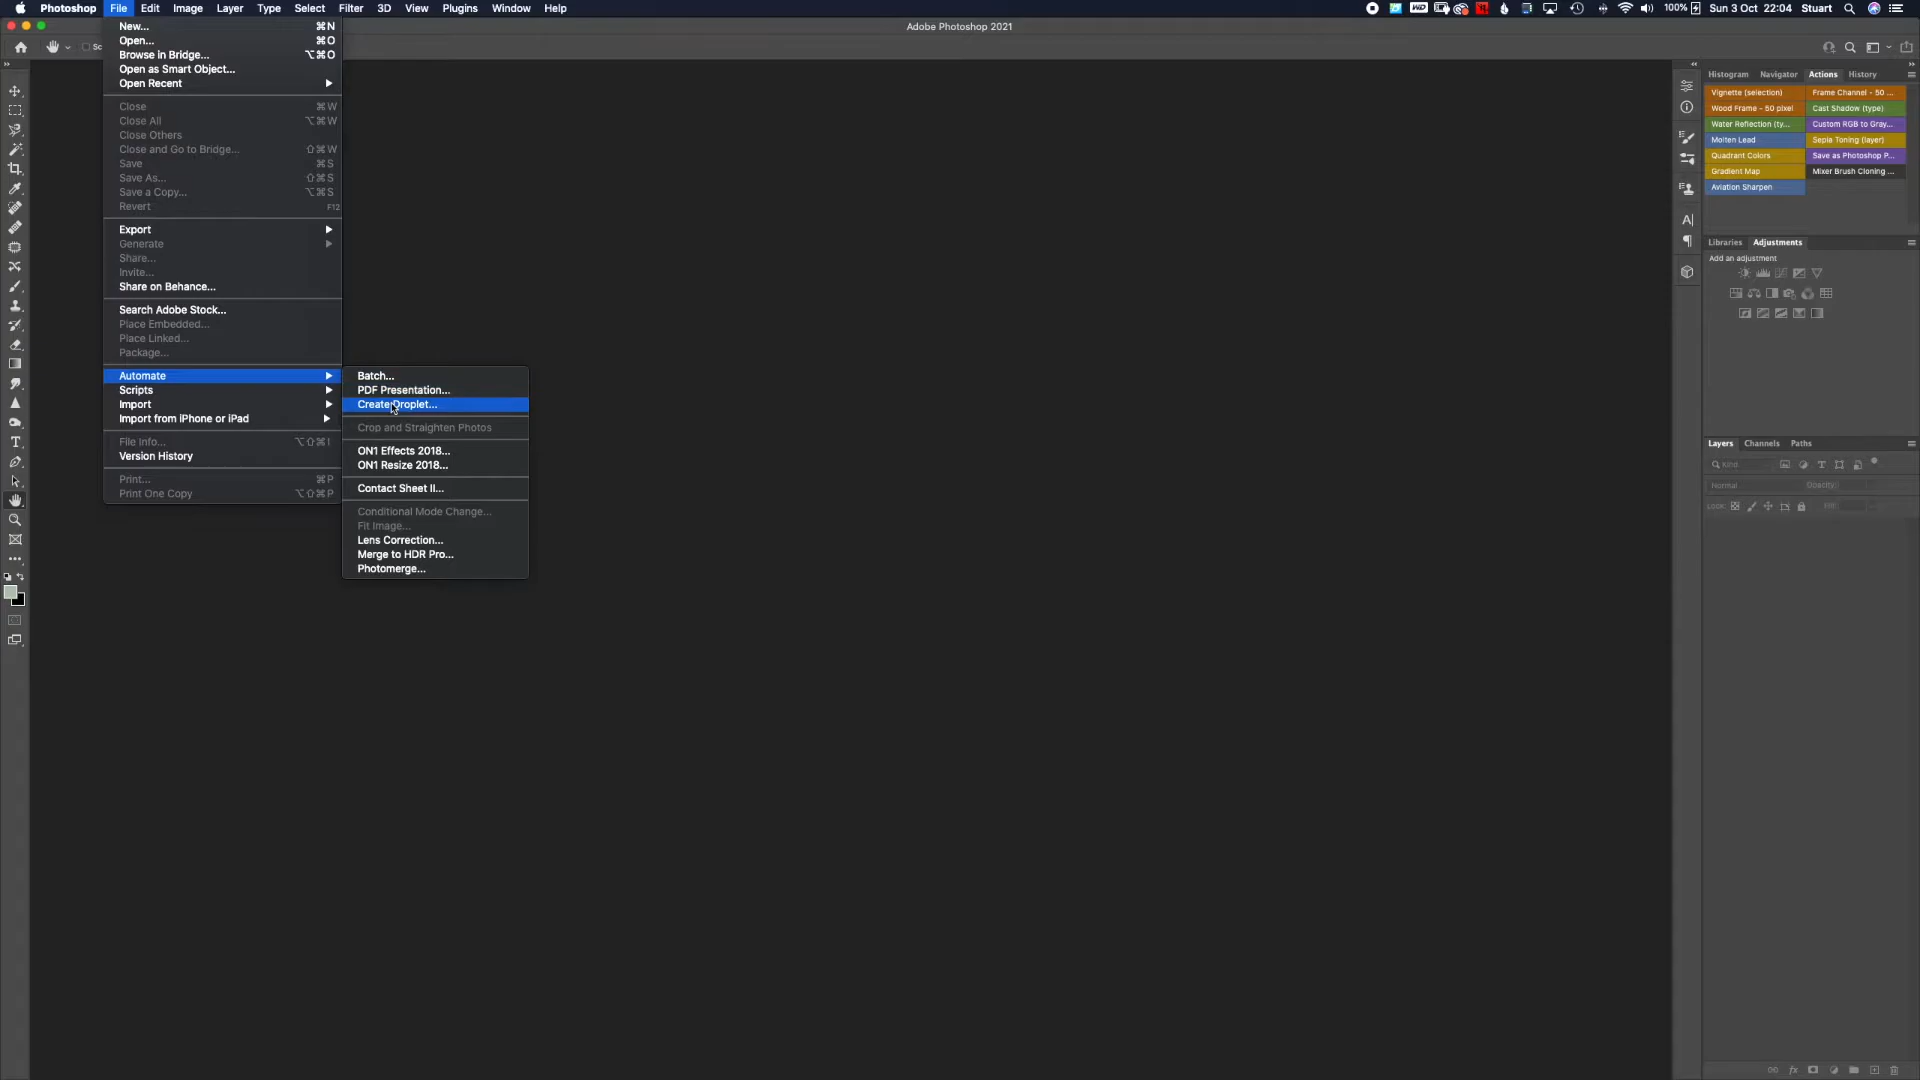 Photoshop File Edit Image Layer Type Select Filter 3D View Plugins Window Help 100% Sun 3 Oct 22:04 Stuart
Adobe Photoshop 2021
Sc
New... ⌘N
Open... ⌘O
Browse in Bridge... ⌥⌘O
Open as Smart Object...
Open Recent
Close ⌘W
Close All ⌥⌘W
Close Others
Close and Go to Bridge... ⇧⌘W
Save ⌘S
Save As... ⇧⌘S
Save a Copy... ⌥⌘S
Revert F12
Export
Generate
Share...
Invite...
Share on Behance...
Search Adobe Stock...
Place Embedded...
Place Linked...
Package...
Automate
Scripts
Import
Import from iPhone or iPad
File Info... ⌥⇧⌘I
Version History
Print... ⌘P
Print One Copy ⌥⇧⌘P
Batch...
PDF Presentation...
Create Droplet...
Crop and Straighten Photos
ON1 Effects 2018...
ON1 Resize 2018...
Contact Sheet II...
Conditional Mode Change...
Fit Image...
Lens Correction...
Merge to HDR Pro...
Photomerge...
Histogram Navigator Actions History
Vignette (selection) Frame Channel - 50 ...
Wood Frame - 50 pixel Cast Shadow (type)
Water Reflection (ty... Custom RGB to Gray...
Molten Lead Sepia Toning (layer)
Quadrant Colors Save as Photoshop P...
Gradient Map Mixer Brush Cloning ...
Aviation Sharpen
Libraries Adjustments
Add an adjustment
Layers Channels Paths
Kind
Normal Opacity:
Lock: Fill: